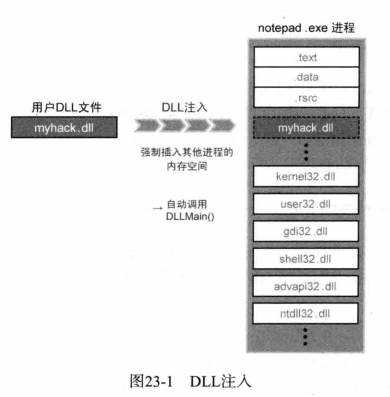 notepad .exe 进程
.text
.data
.rsrc
用户DLL文件
DLL注入
myhack.dll
myhack.dll
强制插入其他进程的
内存空间
kernel32 .dll
→ 自动调用
DLLMain()
user32 .dll
gdi32 .dll
shell32 .dll
advapi32 .dll
ntdll32 .dll
图23-1 DLL注入